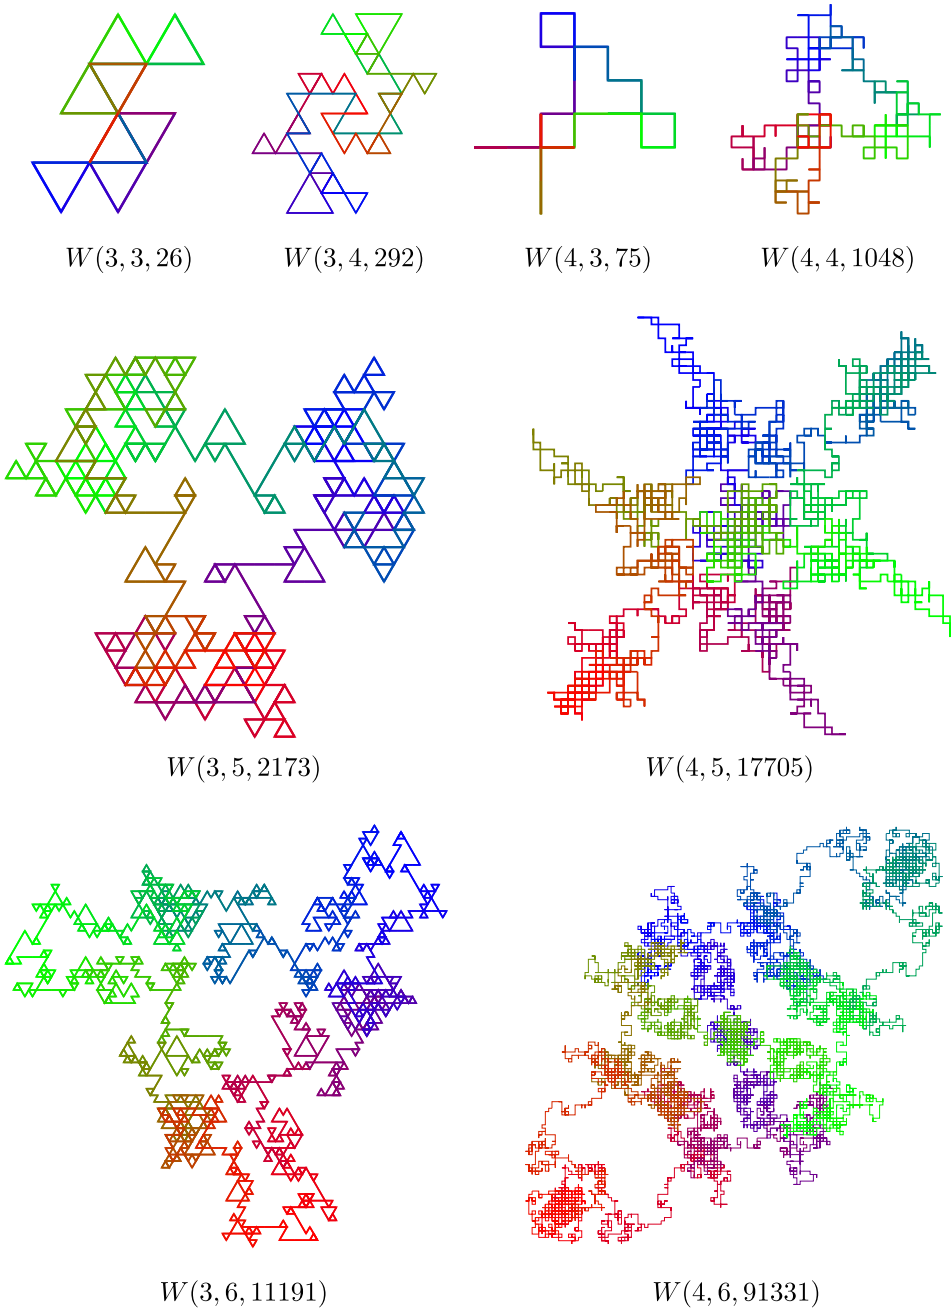 W(3, 3, 26) W(3, 4, 292) W(4, 3, 75) W(4, 4, 1048)
W(3, 5, 2173) W(4, 5, 17705)
W(3, 6, 11191) W(4, 6, 91331)